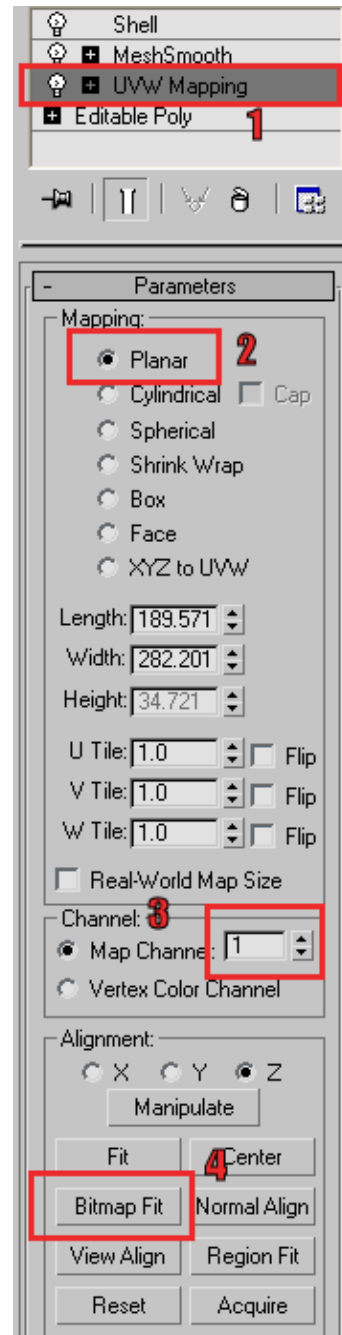 Shell
MeshSmooth
UVW Mapping
1
Editable Poly
- Parameters
Mapping:
Planar 2
Cylindrical Cap
Spherical
Shrink Wrap
Box
Face
XYZ to UVW
Length: 189.571
Width: 282.201
Height: 34.721
U Tile: 1.0 Flip
V Tile: 1.0 Flip
W Tile: 1.0 Flip
Real-World Map Size
Channel: 3
Map Channel: 1
Vertex Color Channel
Alignment:
X Y Z
Manipulate
Fit 4 Center
Bitmap Fit Normal Align
View Align Region Fit
Reset Acquire